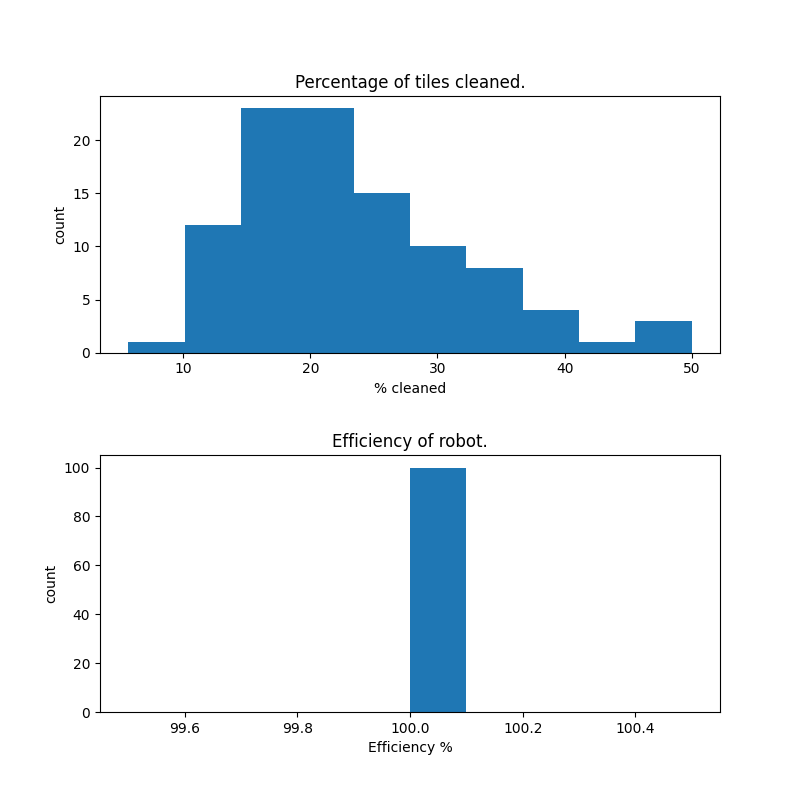 Percentage of tiles cleaned.
20
15
10
5
0
count
10 20 30 40 50
% cleaned
Efficiency of robot.
100
80
60
40
20
0
count
99.6 99.8 100.0 100.2 100.4
Efficiency %